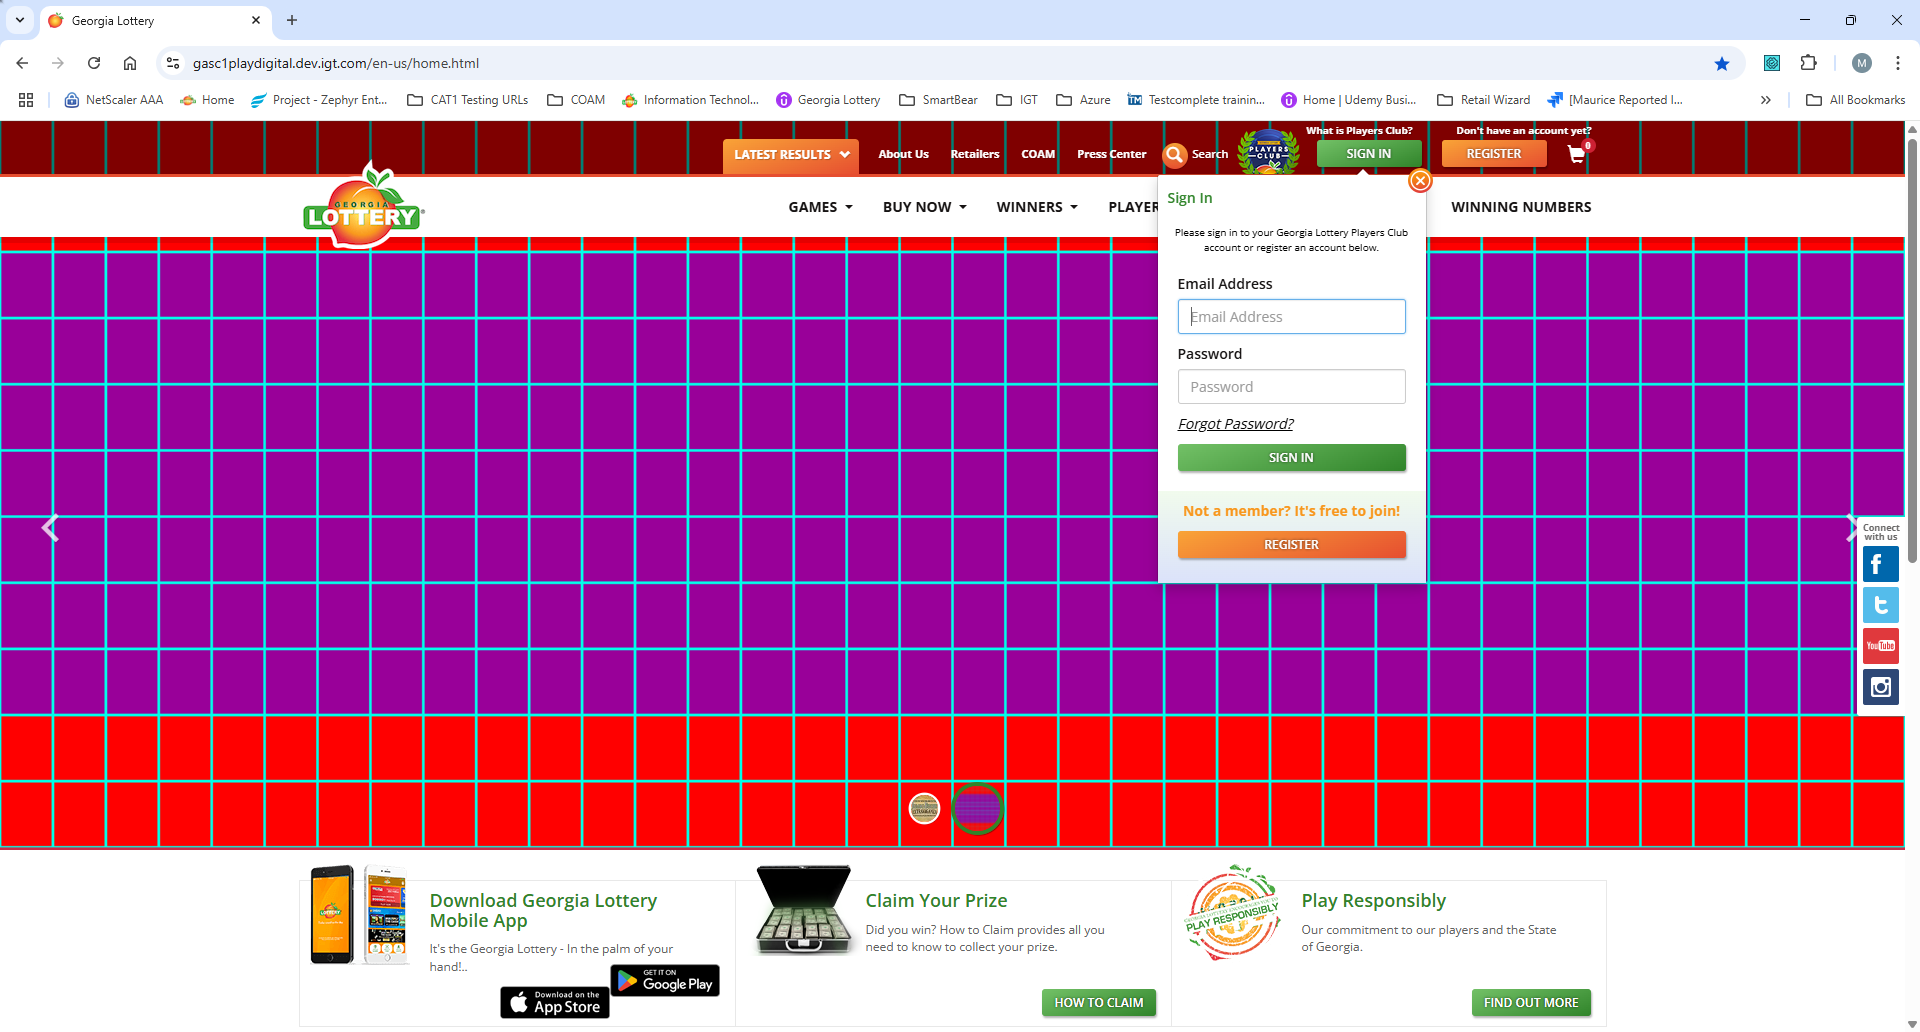 Georgia Lottery
gasc1playdigital.dev.igt.com/en-us/home.html
M
NetScaler AAA
Home
Project - Zephyr Ent...
CAT1 Testing URLs
COAM
Information Technol...
Georgia Lottery
SmartBear
IGT
Azure
Testcomplete trainin...
Home | Udemy Busi...
Retail Wizard
[Maurice Reported I...
All Bookmarks
LATEST RESULTS
About Us
Retailers
COAM
Press Center
Search
PLAYERS
CLUB
What is Players Club?
SIGN IN
Don't have an account yet?
REGISTER
0
GEORGIA
LOTTERY
GAMES
BUY NOW
WINNERS
PLAYER
WINNING NUMBERS
Sign In
Please sign in to your Georgia Lottery Players Club
account or register an account below.
Email Address
Email Address
Password
Password
Forgot Password?
SIGN IN
Not a member? It's free to join!
REGISTER
Connect
with us
You Tube
Download Georgia Lottery
Mobile App
It's the Georgia Lottery - In the palm of your
hand!..
GET IT ON
Google Play
Download on the
App Store
Claim Your Prize
Did you win? How to Claim provides all you
need to know to collect your prize.
HOW TO CLAIM
PLAY RESPONSIBLY
Play Responsibly
Our commitment to our players and the State
of Georgia.
FIND OUT MORE